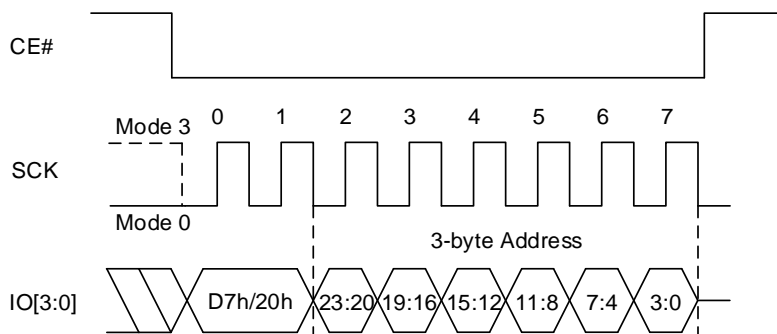 CE#
Mode 3 0 1 2 3 4 5 6 7
SCK
Mode 0
3-byte Address
IO[3:0] D7h/20h 23:20 19:16 15:12 11:8 7:4 3:0